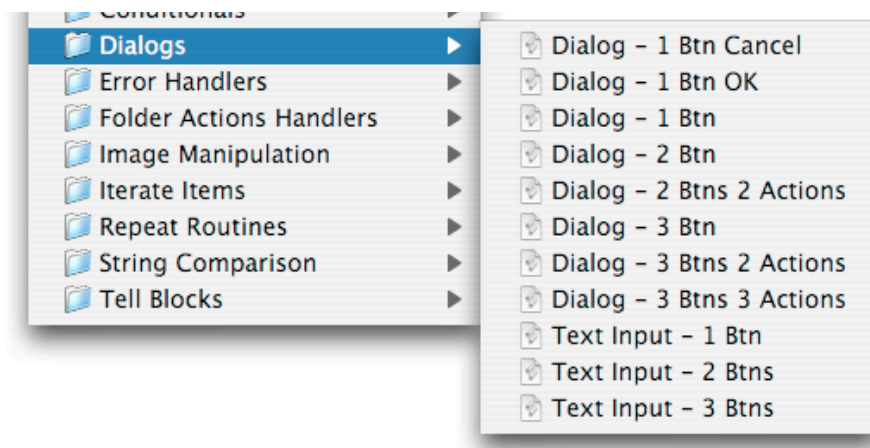 Conditionals
Dialogs
Error Handlers
Folder Actions Handlers
Image Manipulation
Iterate Items
Repeat Routines
String Comparison
Tell Blocks
Dialog – 1 Btn Cancel
Dialog – 1 Btn OK
Dialog – 1 Btn
Dialog – 2 Btn
Dialog – 2 Btns 2 Actions
Dialog – 3 Btn
Dialog – 3 Btns 2 Actions
Dialog – 3 Btns 3 Actions
Text Input – 1 Btn
Text Input – 2 Btns
Text Input – 3 Btns